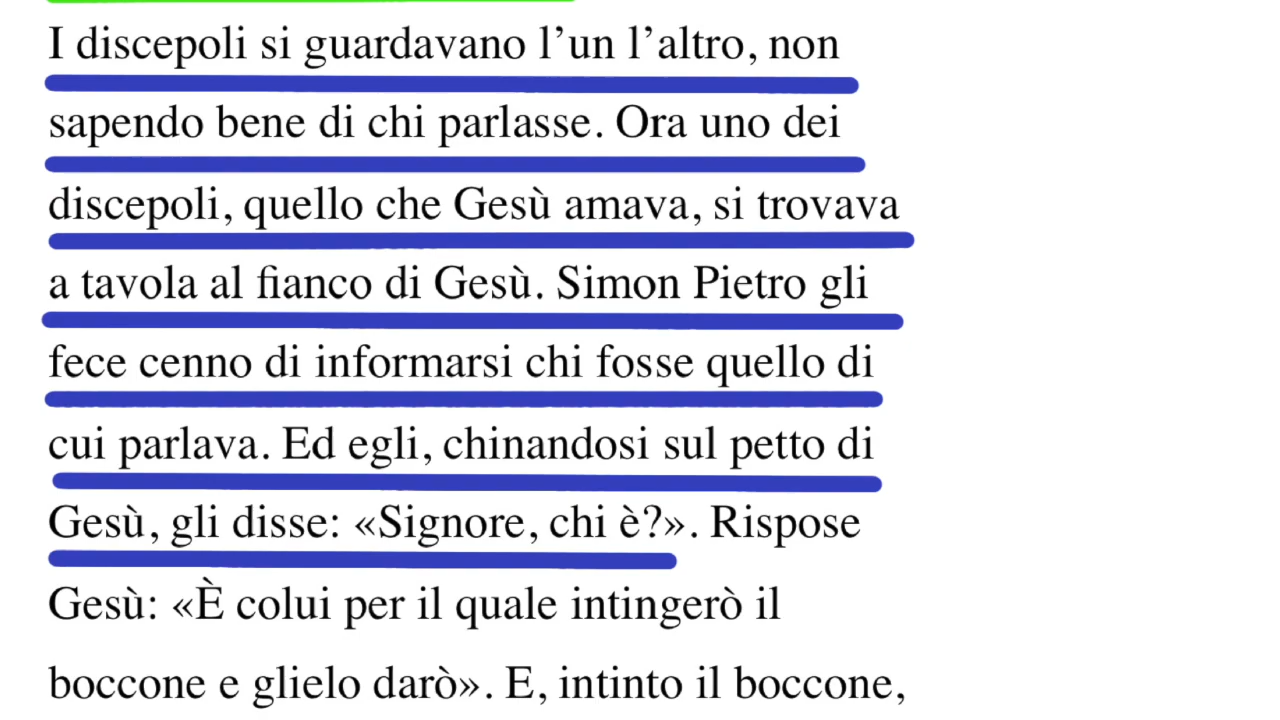 I discepoli si guardavano l’un l’altro, non
sapendo bene di chi parlasse. Ora uno dei
discepoli, quello che Gesù amava, si trovava
a tavola al fianco di Gesù. Simon Pietro gli
fece cenno di informarsi chi fosse quello di
cui parlava. Ed egli, chinandosi sul petto di
Gesù, gli disse: «Signore, chi è?». Rispose
Gesù: «È colui per il quale intingerò il
boccone e glielo darò». E, intinto il boccone,